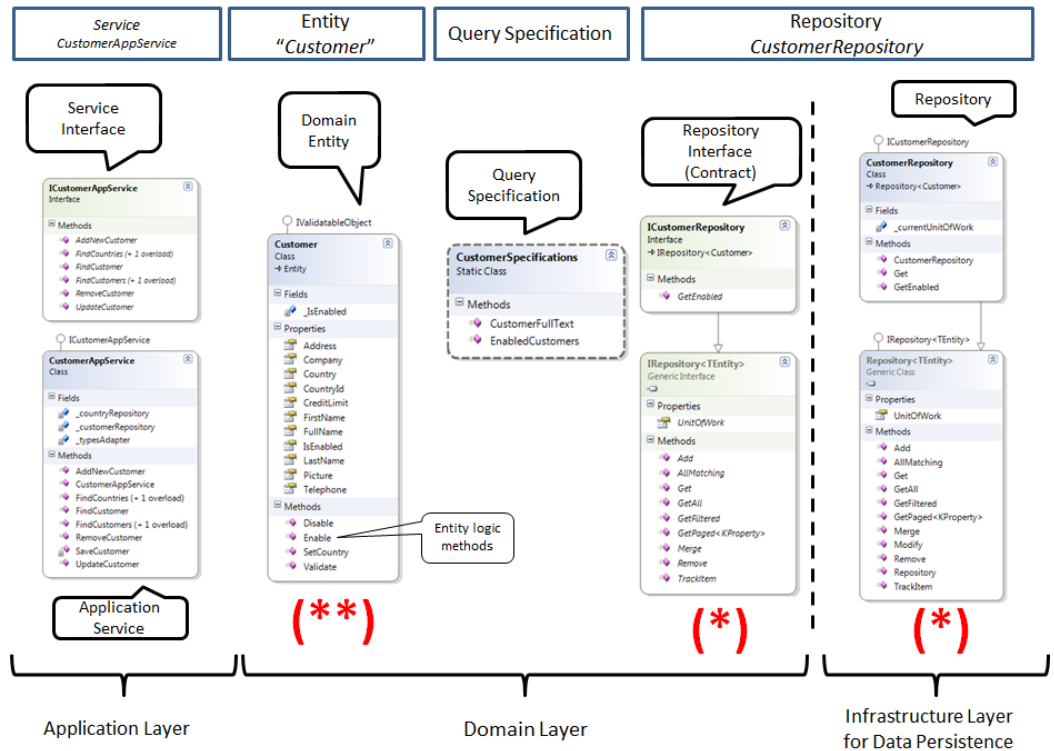 Service
CustomerAppService
Entity
“Customer”
Query Specification
Repository
CustomerRepository
Service
Interface
ICustomerAppService
Interface
Methods
AddNewCustomer
FindCountries (+ 1 overload)
FindCustomer
FindCustomers (+ 1 overload)
RemoveCustomer
UpdateCustomer
ICustomerAppService
CustomerAppService
Class
Fields
_countryRepository
_customerRepository
_typesAdapter
Methods
AddNewCustomer
CustomerAppService
FindCountries (+ 1 overload)
FindCustomer
FindCustomers (+ 1 overload)
RemoveCustomer
SaveCustomer
UpdateCustomer
Application
Service
Application Layer
Domain
Entity
IValidatableObject
Customer
Class
Entity
Fields
_IsEnabled
Properties
Address
Company
Country
CountryId
CreditLimit
FirstName
FullName
IsEnabled
LastName
Picture
Telephone
Methods
Disable
Enable
SetCountry
Validate
Entity logic
methods
(**)
Query
Specification
CustomerSpecifications
Static Class
Methods
CustomerFullText
EnabledCustomers
Repository
Interface
(Contract)
ICustomerRepository
Interface
IRepository<Customer>
Methods
GetEnabled
IRepository<TEntity>
Generic Interface
Properties
UnitOfWork
Methods
Add
AllMatching
Get
GetAll
GetFiltered
GetPaged<KProperty>
Merge
Remove
TrackItem
(*)
Domain Layer
Repository
ICustomerRepository
CustomerRepository
Class
Repository<Customer>
Fields
_currentUnitOfWork
Methods
CustomerRepository
Get
GetEnabled
IRepository<TEntity>
Repository<TEntity>
Generic Class
Properties
UnitOfWork
Methods
Add
AllMatching
Get
GetAll
GetFiltered
GetPaged<KProperty>
Merge
Modify
Remove
Repository
TrackItem
(*)
Infrastructure Layer
for Data Persistence